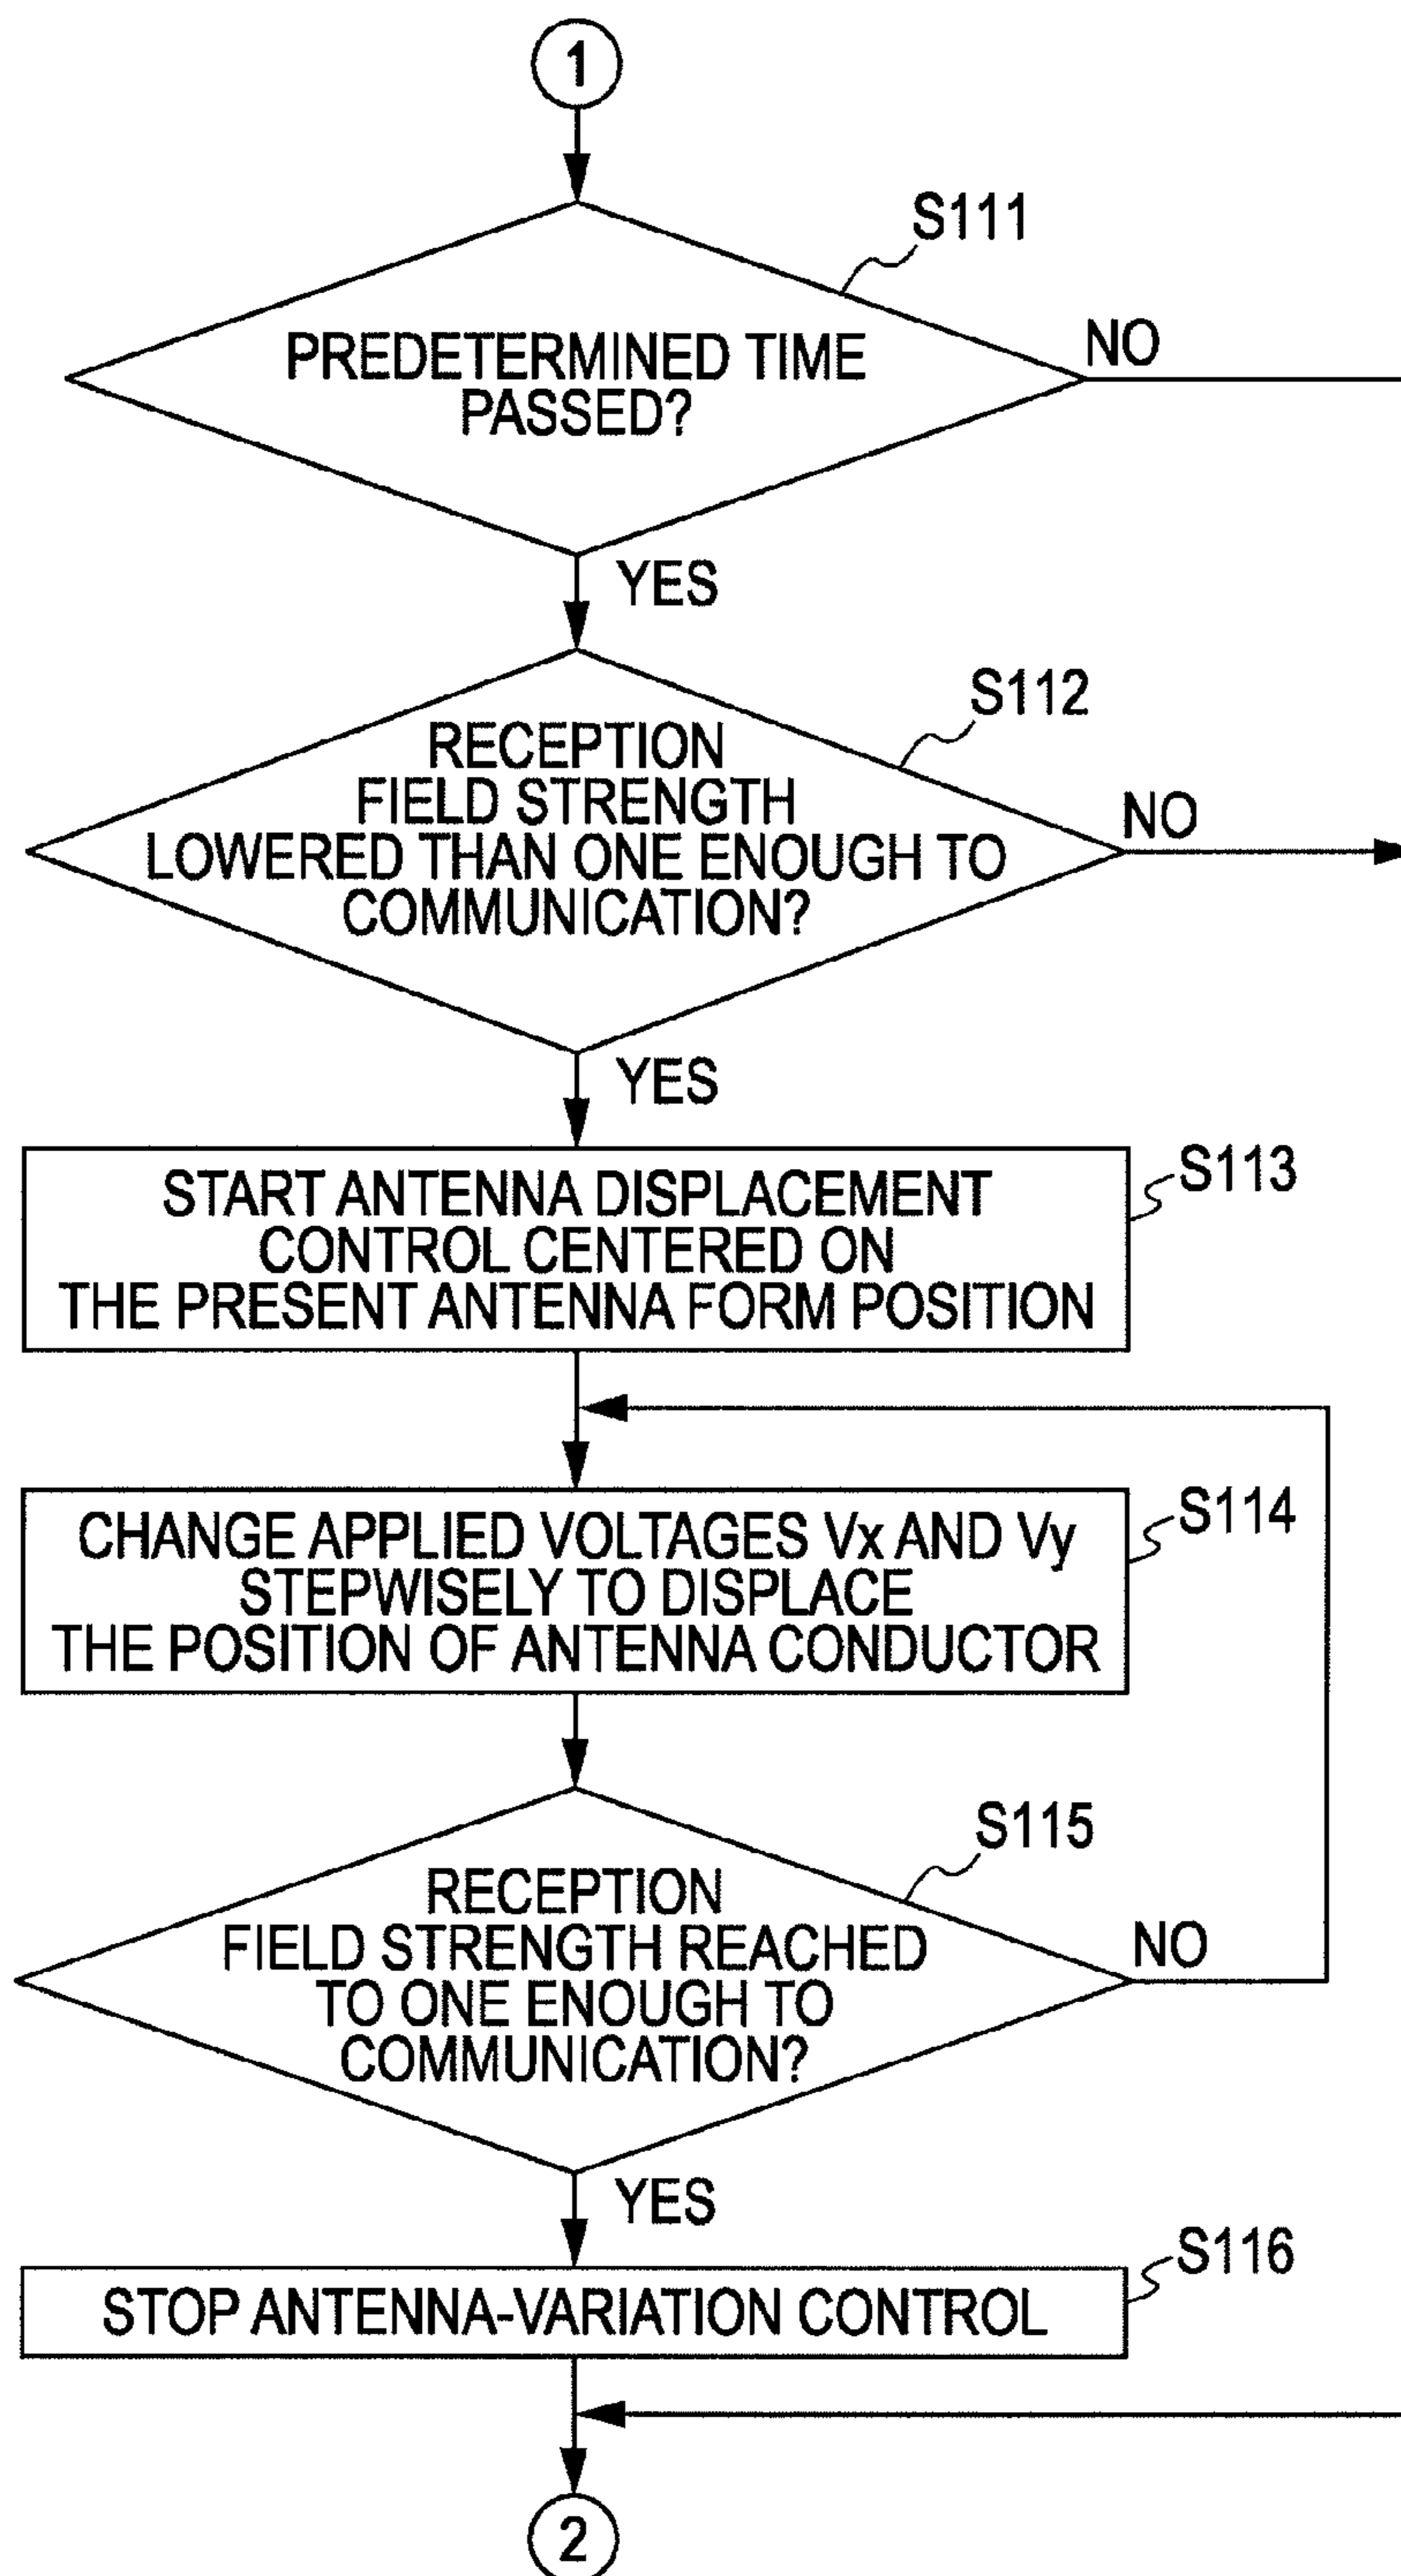 1
S111
PREDETERMINED TIME
PASSED?
NO
YES
S112
RECEPTION
FIELD STRENGTH
LOWERED THAN ONE ENOUGH TO
COMMUNICATION?
NO
YES
S113
START ANTENNA DISPLACEMENT
CONTROL CENTERED ON
THE PRESENT ANTENNA FORM POSITION
S114
CHANGE APPLIED VOLTAGES Vx AND Vy
STEPWISELY TO DISPLACE
THE POSITION OF ANTENNA CONDUCTOR
S115
RECEPTION
FIELD STRENGTH REACHED
TO ONE ENOUGH TO
COMMUNICATION?
NO
YES
S116
STOP ANTENNA-VARIATION CONTROL
2